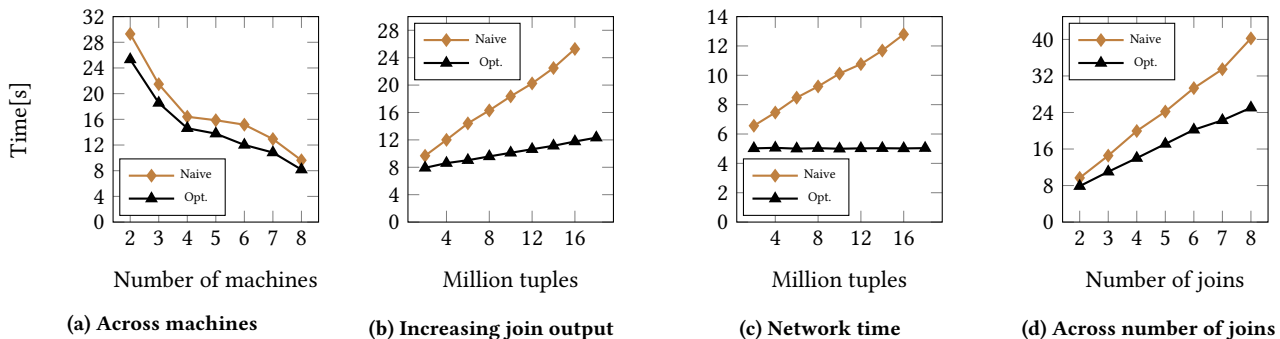 Time[s]
32
28
24
20
16
12
8
4
0
Naive
Opt.
2 3 4 5 6 7 8
Number of machines
(a) Across machines
28
24
20
16
12
8
4
0
Naive
Opt.
4 8 12 16
Million tuples
(b) Increasing join output
14
12
10
8
6
4
2
0
Naive
Opt.
4 8 12 16
Million tuples
(c) Network time
40
32
24
16
8
0
Naive
Opt.
2 3 4 5 6 7 8
Number of joins
(d) Across number of joins